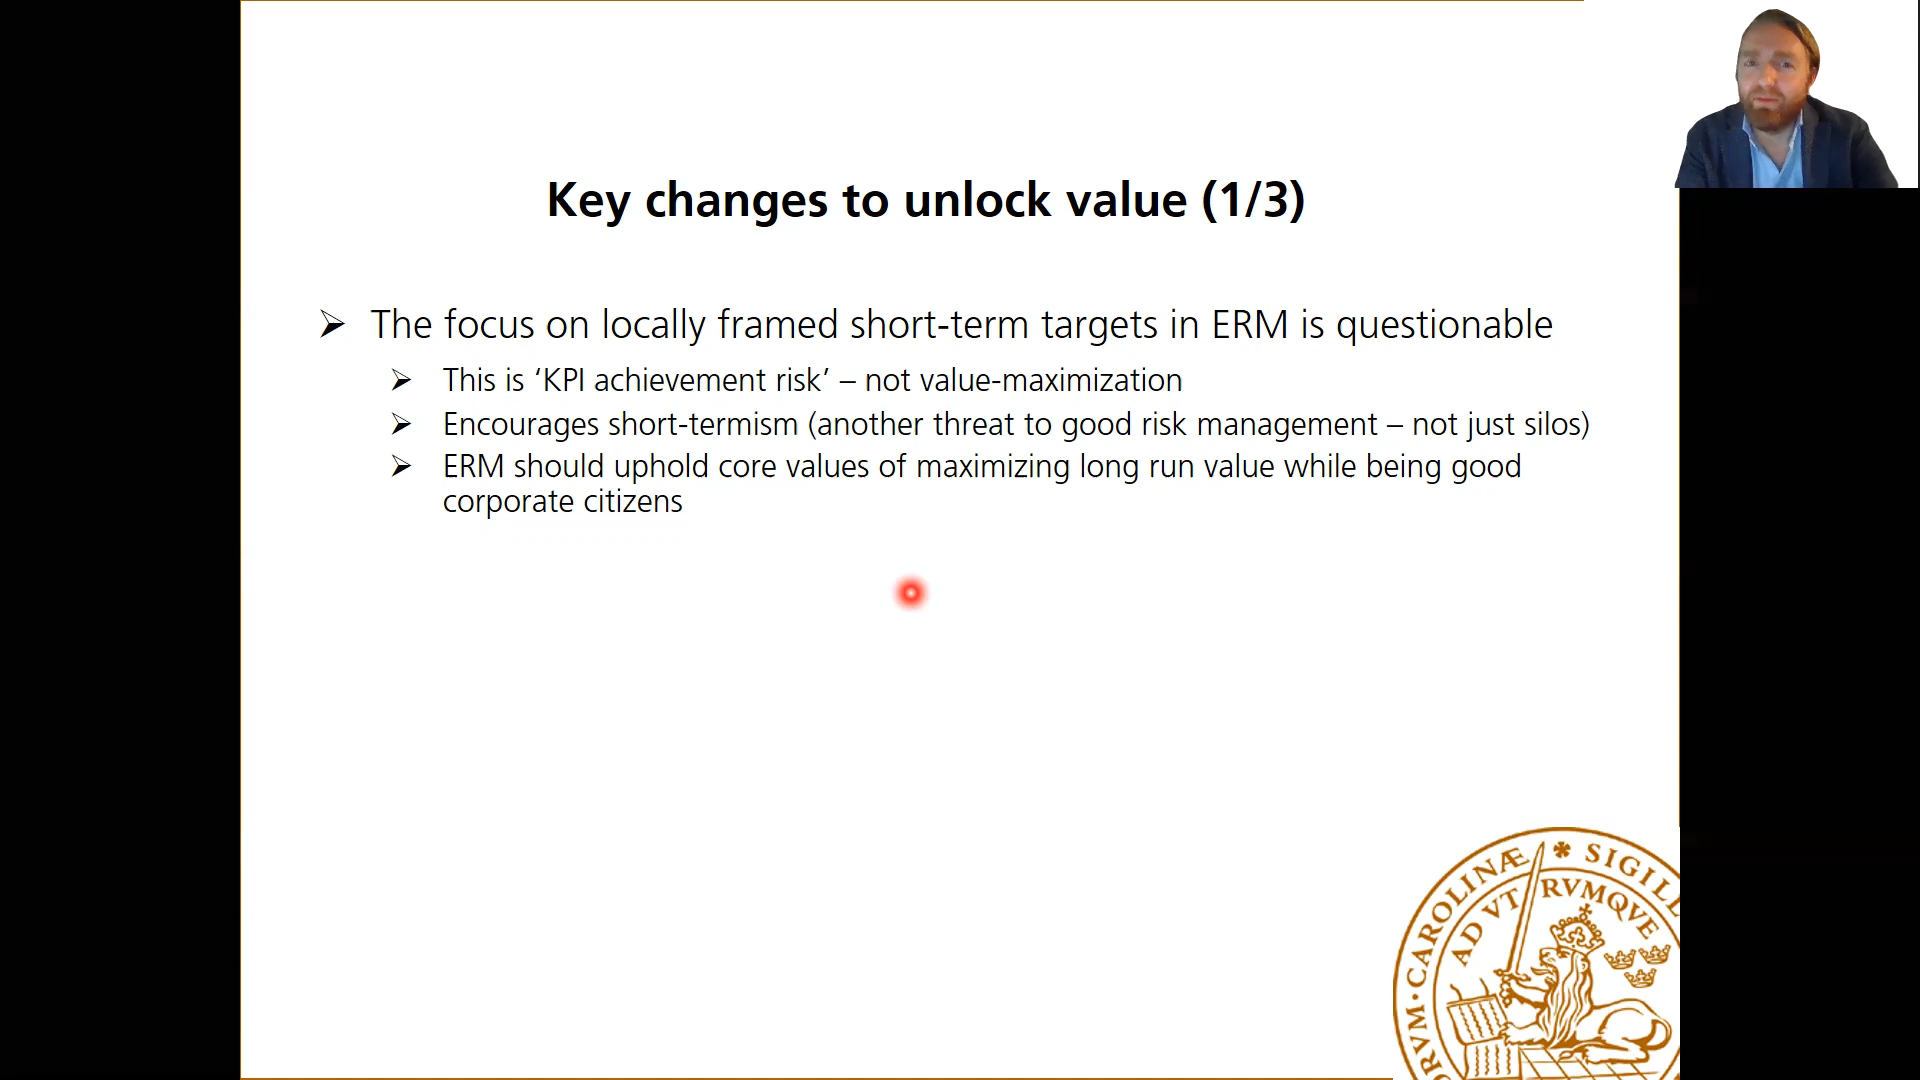 Key changes to unlock value (1/3)
➢ The focus on locally framed short-term targets in ERM is questionable
➢ This is ‘KPI achievement risk’ – not value-maximization
➢ Encourages short-termism (another threat to good risk management – not just silos)
➢ ERM should uphold core values of maximizing long run value while being good
corporate citizens
RVM · CAROLINÆ * SIGILL
AD VTRVMQVE